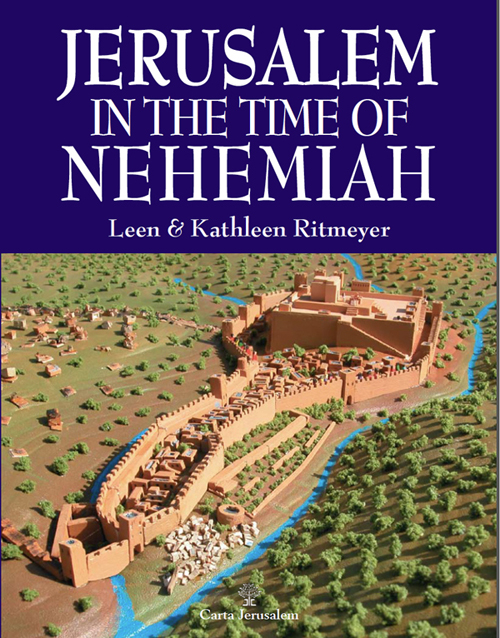 JERUSALEM
IN THE TIME OF
NEHEMIAH
Leen & Kathleen Ritmeyer
Carta Jerusalem